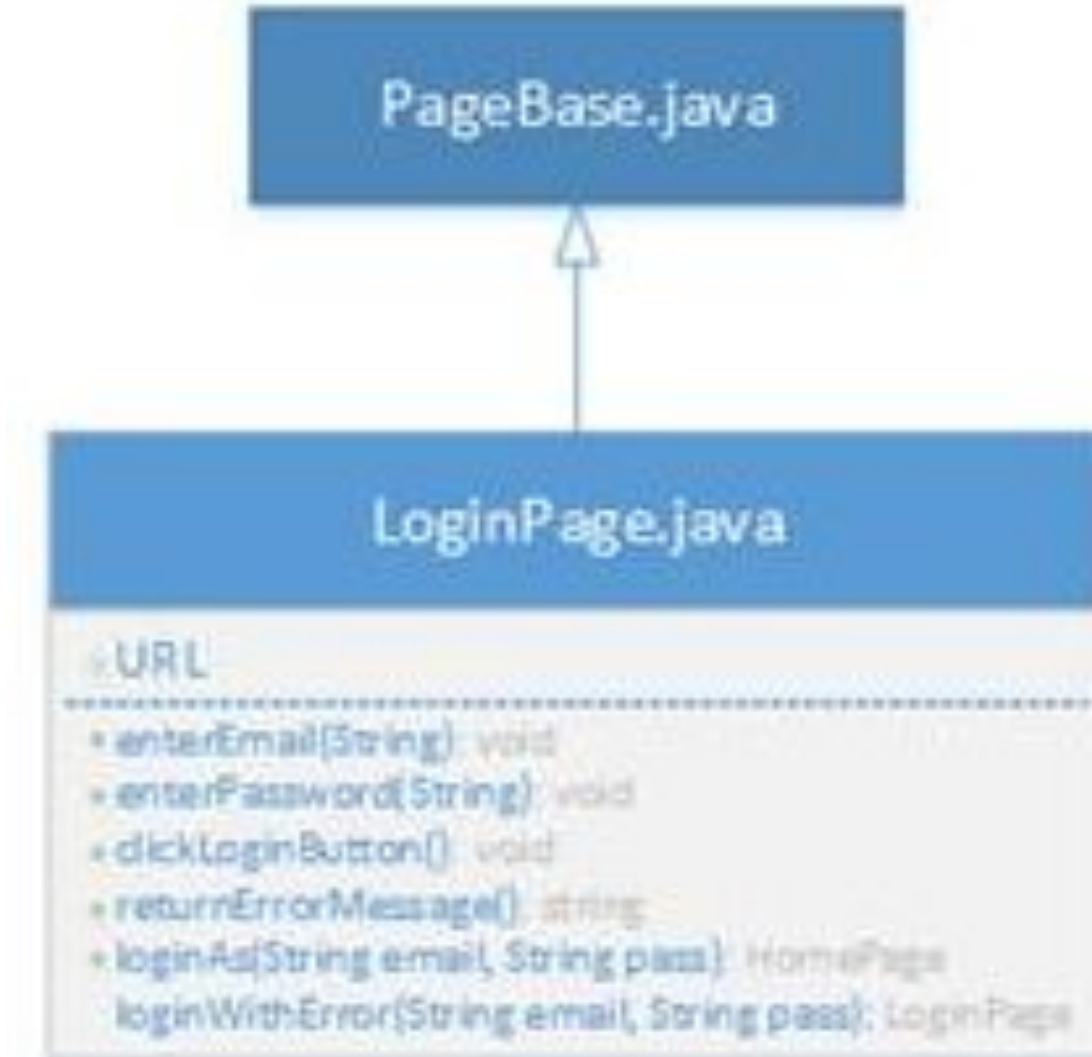 PageBase.java
LoginPage.java
URL
enterEmail(String): void
enterPassword(String): void
clickLoginButton(): void
returnErrorMessage(): string
loginAs(String email, String pass): HomePage
loginWithError(String email, String pass): LoginPage